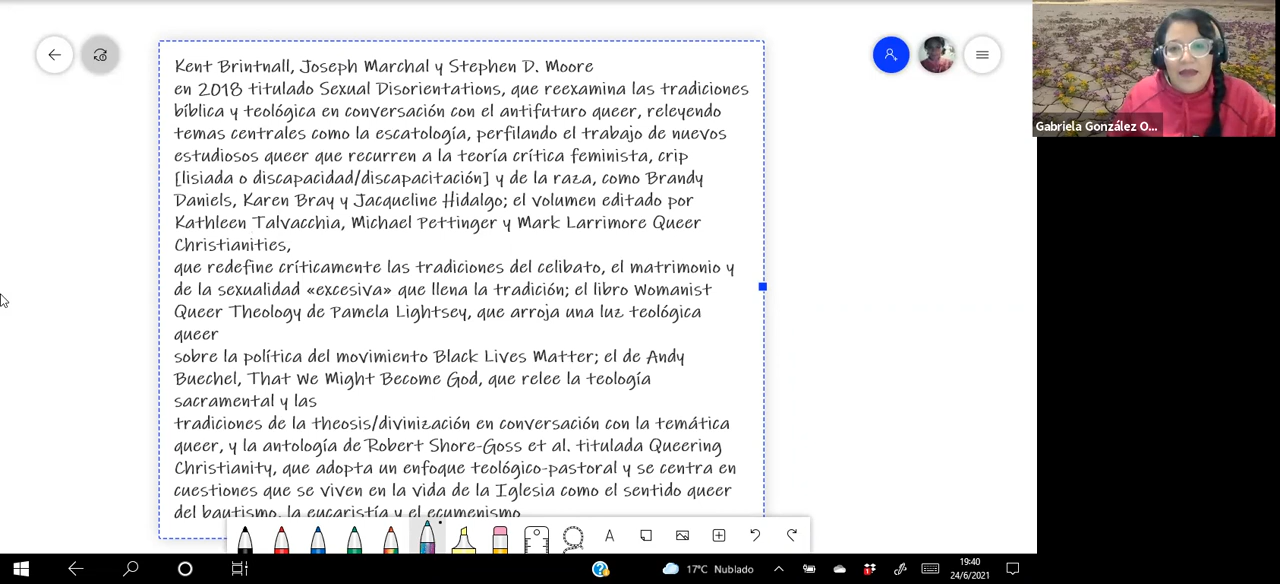 Kent Brintnall, Joseph Marchal y Stephen D. Moore
en 2018 titulado Sexual Disorientations, que reexamina las tradiciones
bíblica y teológica en conversación con el antifuturo queer, releyendo
temas centrales como la escatología, perfilando el trabajo de nuevos
estudiosos queer que recurren a la teoría crítica feminista, crip
[lisiada o discapacidad/discapacitación] y de la raza, como Brandy
Daniels, Karen Bray y Jacqueline Hidalgo; el volumen editado por
Kathleen Talvacchia, Michael Pettinger y Mark Larrimore Queer
Christianities,
que redefine críticamente las tradiciones del celibato, el matrimonio y
de la sexualidad «excesiva» que llena la tradición; el libro Womanist
Queer Theology de Pamela Lightsey, que arroja una luz teológica
queer
sobre la política del movimiento Black Lives Matter; el de Andy
Buechel, That We Might Become God, que relee la teología
sacramental y las
tradiciones de la theosis/divinización en conversación con la temática
queer, y la antología de Robert Shore-Goss et al. titulada Queering
Christianity, que adopta un enfoque teológico-pastoral y se centra en
cuestiones que se viven en la vida de la Iglesia como el sentido queer
del bautismo, la eucaristía y el ecumenismo
Gabriela González O...
A
17°C Nublado
19:40
24/6/2021